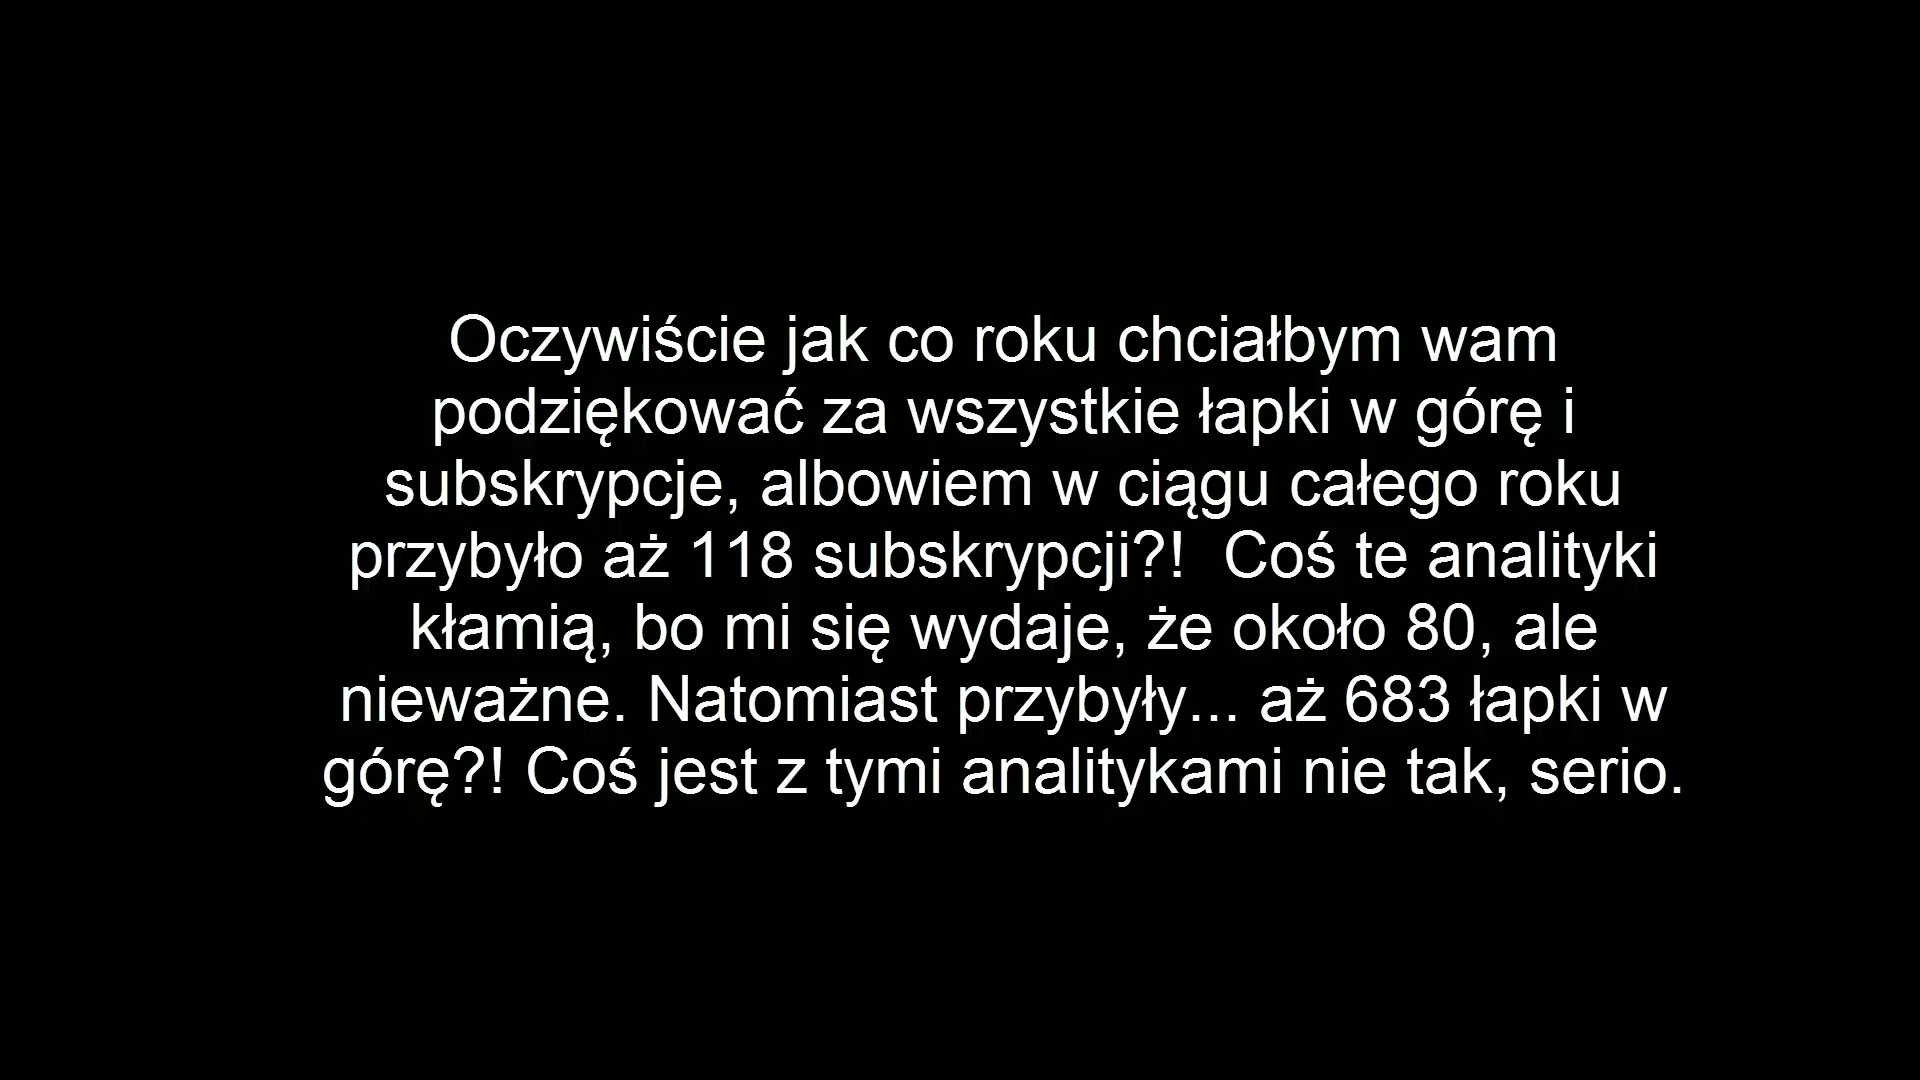 Oczywiście jak co roku chciałbym wam
podziękować za wszystkie łapki w górę i
subskrypcje, albowiem w ciągu całego roku
przybyło aż 118 subskrypcji?!  Coś te analityki
kłamią, bo mi się wydaje, że około 80, ale
nieważne. Natomiast przybyły... aż 683 łapki w
górę?! Coś jest z tymi analitykami nie tak, serio.